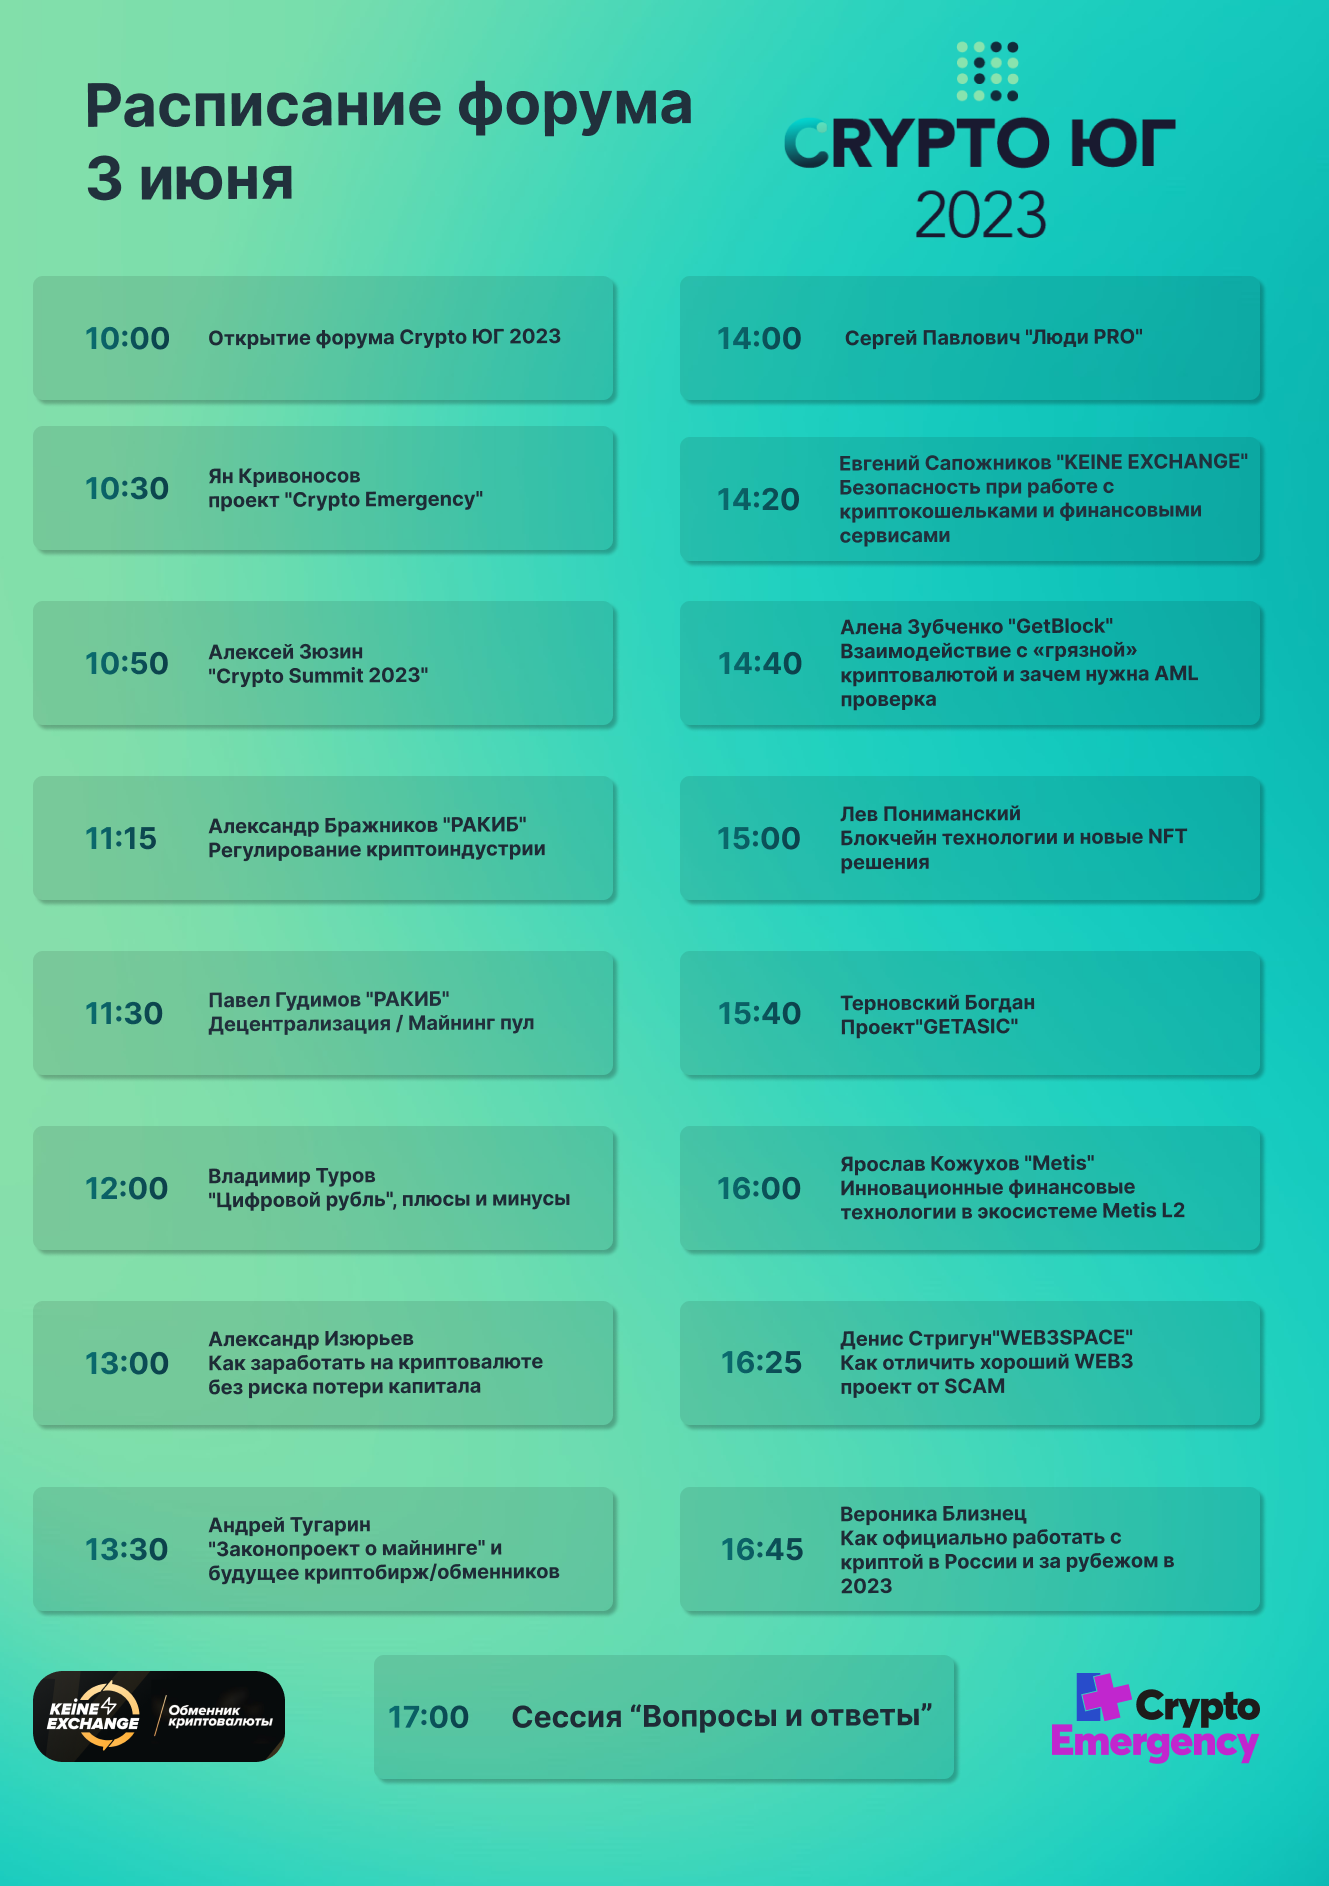 Расписание форума
3 июня
CRYPTO ЮГ
2023
10:00
Открытие форума Crypto ЮГ 2023
10:30
Ян Кривоносов
проект "Crypto Emergency"
10:50
Алексей Зюзин
"Crypto Summit 2023"
11:15
Александр Бражников "РАКИБ"
Регулирование криптоиндустрии
11:30
Павел Гудимов "РАКИБ"
Децентрализация / Майнинг пул
12:00
Владимир Туров
"Цифровой рубль", плюсы и минусы
13:00
Александр Изюрьев
Как заработать на криптовалюте
без риска потери капитала
13:30
Андрей Тугарин
"Законопроект о майнинге" и
будущее криптобирж/обменников
14:00
Сергей Павлович "Люди PRO"
14:20
Евгений Сапожников "KEINE EXCHANGE"
Безопасность при работе с
криптокошельками и финансовыми
сервисами
14:40
Алена Зубченко "GetBlock"
Взаимодействие с «грязной»
криптовалютой и зачем нужна AML
проверка
15:00
Лев Пониманский
Блокчейн технологии и новые NFT
решения
15:40
Терновский Богдан
Проект"GETASIC"
16:00
Ярослав Кожухов "Metis"
Инновационные финансовые
технологии в экосистеме Metis L2
16:25
Денис Стригун"WEB3SPACE"
Как отличить хороший WEB3
проект от SCAM
16:45
Вероника Близнец
Как официально работать с
криптой в России и за рубежом в
2023
KEINE
EXCHANGE
Обменник
криптовалюты
17:00
Сессия “Вопросы и ответы”
Crypto
Emergency